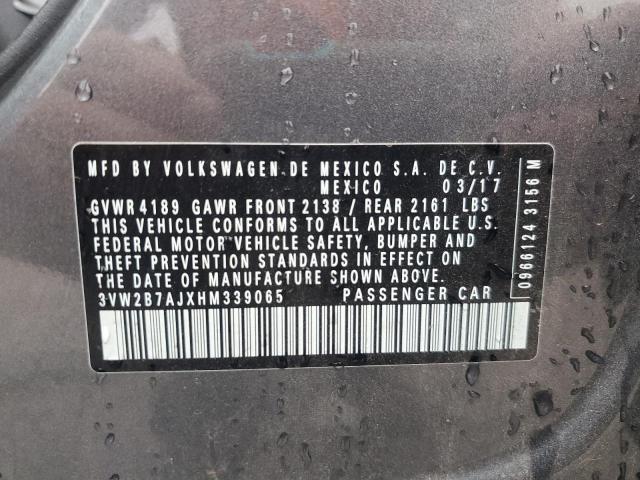 MFD BY VOLKSWAGEN DE MEXICO S.A. DE C.V.
MEXICO 03/17
GVWR 4189 GAWR FRONT 2138 / REAR 2161 LBS
THIS VEHICLE CONFORMS TO ALL APPLICABLE U.S.
FEDERAL MOTOR VEHICLE SAFETY, BUMPER AND
THEFT PREVENTION STANDARDS IN EFFECT ON
THE DATE OF MANUFACTURE SHOWN ABOVE.
3VW2B7AJXHM339065 PASSENGER CAR
0966124 3156 M